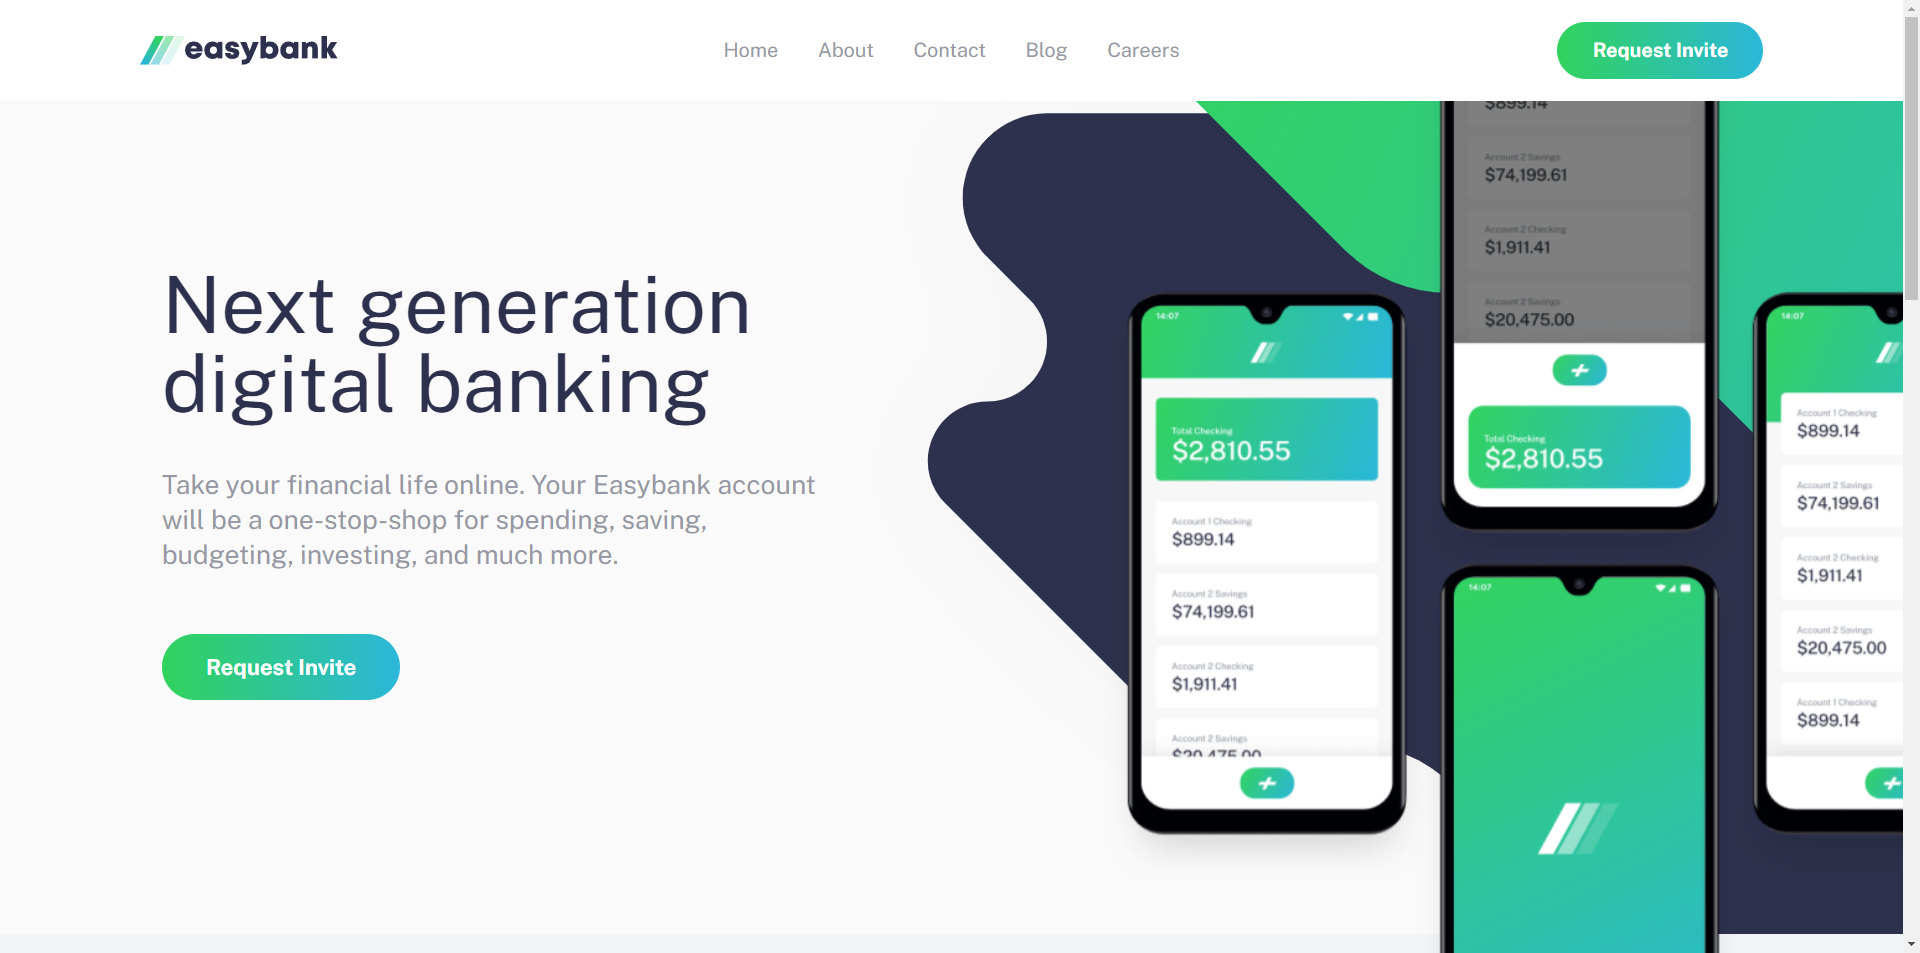 easybank
Home
About
Contact
Blog
Careers
Request Invite
Next generation
digital banking
Take your financial life online. Your Easybank account
will be a one-stop-shop for spending, saving,
budgeting, investing, and much more.
Request Invite
14:07
Total Checking
$2,810.55
Account 1 Checking
$899.14
Account 2 Savings
$74,199.61
Account 2 Checking
$1,911.41
Account 2 Savings
$20,475.00
$899.14
Account 2 Savings
$74,199.61
Account 2 Checking
$1,911.41
Account 2 Savings
$20,475.00
Total Checking
$2,810.55
14:07
14:07
Account 1 Checking
$899.14
Account 2 Savings
$74,199.61
Account 2 Checking
$1,911.41
Account 2 Savings
$20,475.00
Account 1 Checking
$899.14